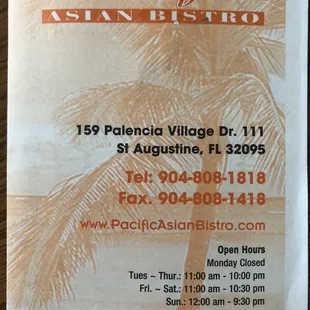 ASIAN BISTRO
159 Palencia Village Dr. 111
St Augustine, FL 32095
Tel: 904-808-1818
Fax. 904-808-1418
www.PacificAsianBistro.com
Open Hours
Monday Closed
Tues ~ Thur.: 11:00 am - 10:00 pm
Fri. ~ Sat.: 11:00 am - 10:30 pm
Sun.: 12:00 am - 9:30 pm